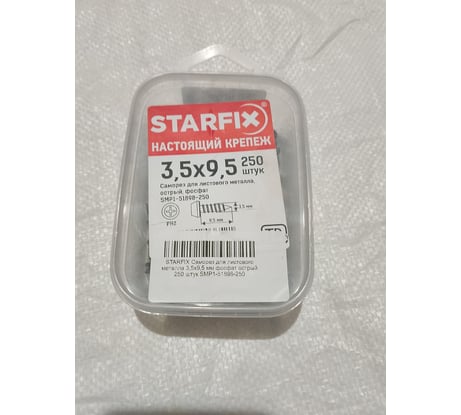 STARFIX®
НАСТОЯЩИЙ КРЕПЕЖ
3,5x9,5 250 штук
Саморез для листового металла,
острый, фосфат
SMP1-51898-250
PH2
3.5 мм
9.5 мм
STARFIX Саморез для листового
металла 3,5x9,5 мм фосфат острый
250 штук SMP1-51898-250